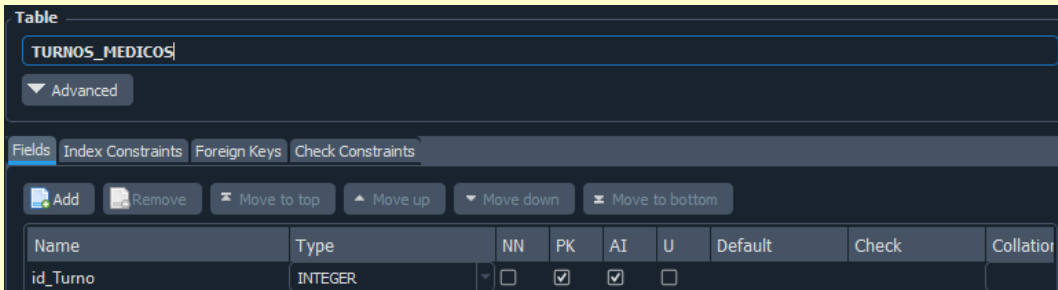 Table
TURNOS_MEDICOS
Advanced
Fields Index Constraints Foreign Keys Check Constraints
Add Remove Move to top Move up Move down Move to bottom
Name Type NN PK AI U Default Check Collation
id_Turno INTEGER